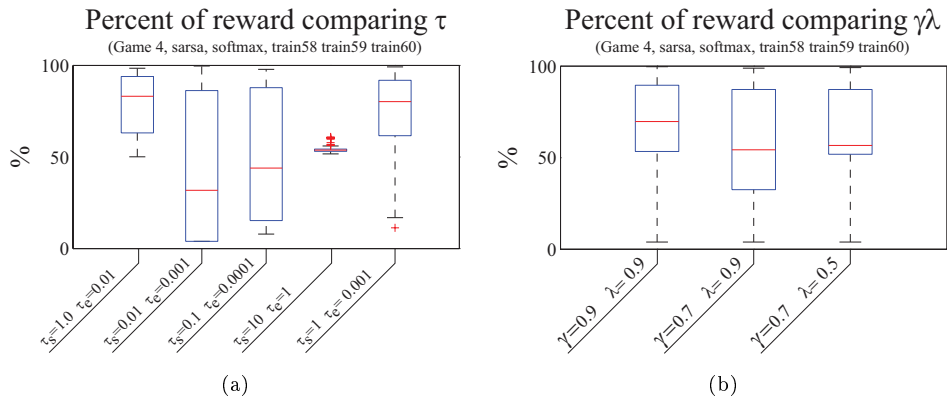 Percent of reward comparing τ
(Game 4, sarsa, softmax, train58 train59 train60)
100
50
0
%
τs=1.0 τe=0.01
τs=0.01 τe=0.001
τs=0.1 τe=0.0001
τs=10 τe=1
τs=1 τe= 0.001
(a)
Percent of reward comparing γλ
(Game 4, sarsa, softmax, train58 train59 train60)
100
50
0
%
γ=0.9 λ= 0.9
γ=0.7 λ= 0.9
γ=0.7 λ= 0.5
(b)